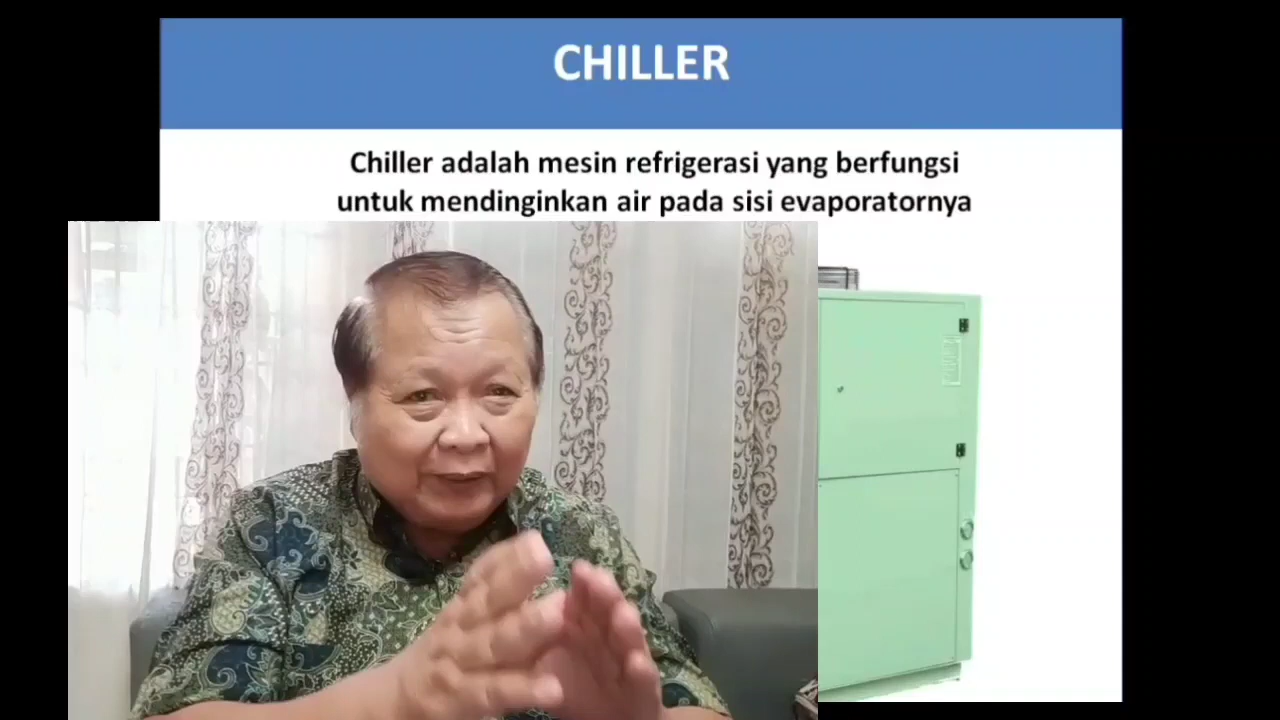 CHILLER
Chiller adalah mesin refrigerasi yang berfungsi
untuk mendinginkan air pada sisi evaporatornya